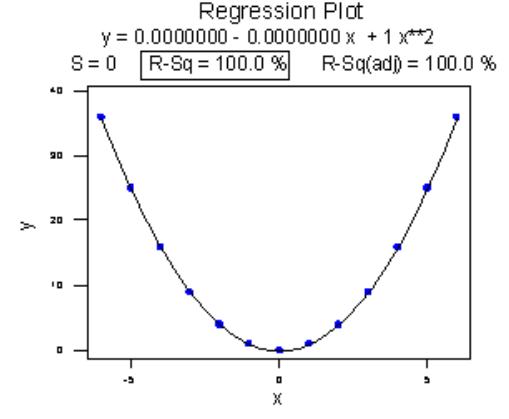 Regression Plot
y = 0.0000000 - 0.0000000 x + 1 x**2
S = 0 R-Sq = 100.0 % R-Sq(adj) = 100.0 %
40
30
20
10
0
y
-5 0 5
x